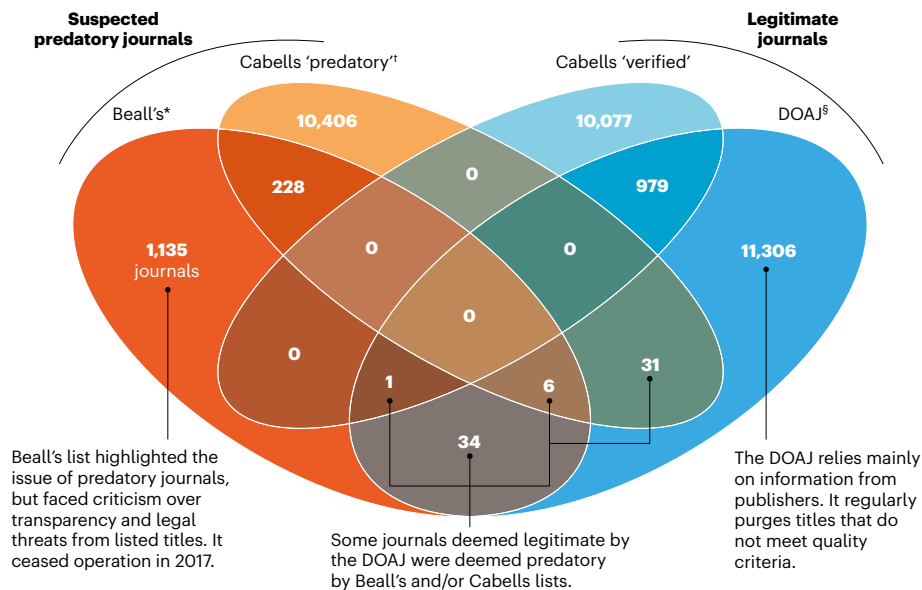 Suspected
predatory journals
Legitimate
journals
Cabells ‘predatory’†
Cabells ‘verified’
Beall’s*
DOAJ§
10,406
10,077
0
228
979
1,135
journals
0
0
11,306
0
0
31
1
6
34
Beall’s list highlighted the
issue of predatory journals,
but faced criticism over
transparency and legal
threats from listed titles. It
ceased operation in 2017.
Some journals deemed legitimate by
the DOAJ were deemed predatory
by Beall’s and/or Cabells lists.
The DOAJ relies mainly
on information from
publishers. It regularly
purges titles that do
not meet quality
criteria.